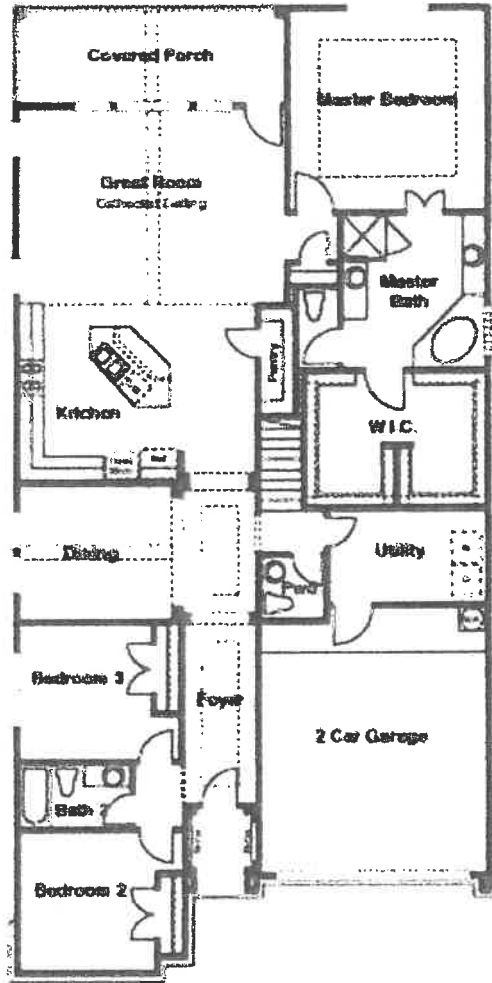 Covered Porch
Master Bedroom
Great Room
Cathedral Ceiling
Master
Bath
Pantry
Kitchen
W.I.C.
Dining
Utility
Bedroom 3
Foyer
2 Car Garage
Bath 2
Bedroom 2